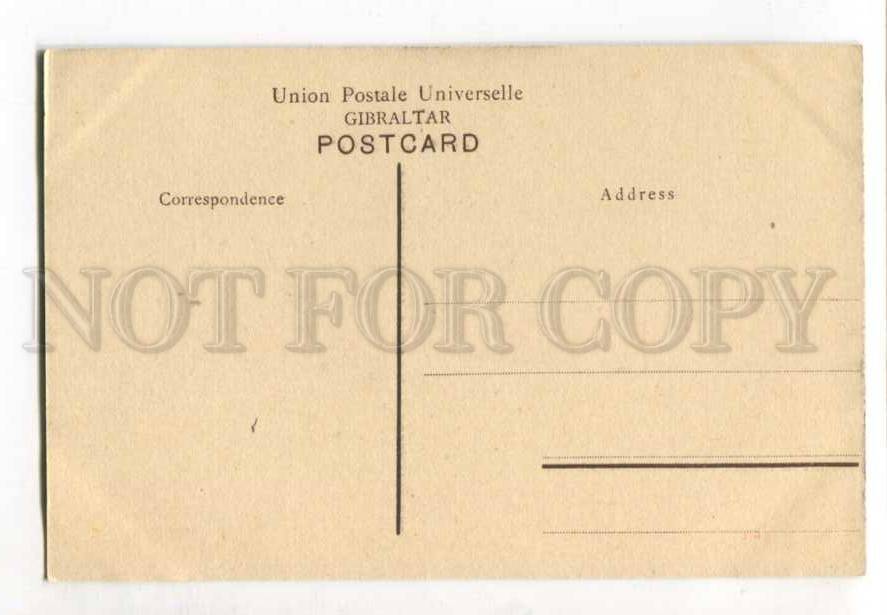 Union Postale Universelle
GIBRALTAR
POSTCARD
Correspondence
Address
NOT FOR COPY